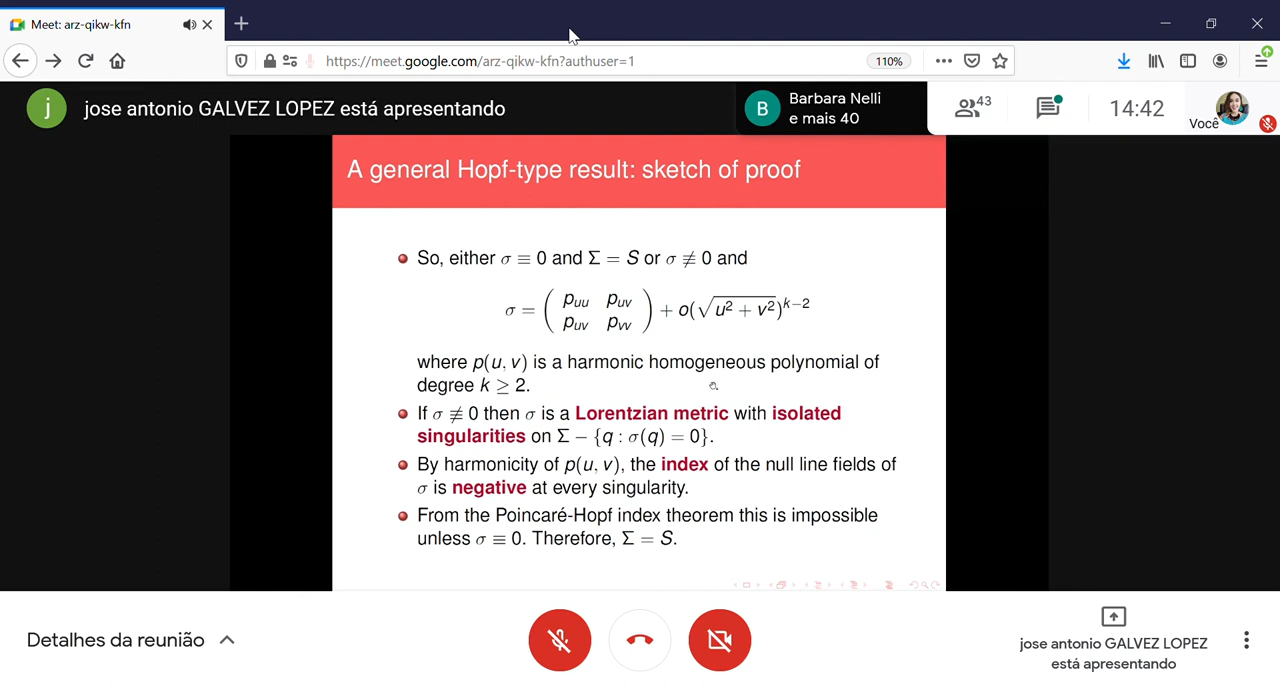 Meet: arz-qikw-kfn
https://meet.google.com/arz-qikw-kfn?authuser=1
110%
j
jose antonio GALVEZ LOPEZ está apresentando
B
Barbara Nelli
e mais 40
43
14:42
Você
A general Hopf-type result: sketch of proof
So, either σ ≡ 0 and Σ = S or σ ≢ 0 and
σ = ( p_uu p_uv ; p_uv p_vv ) + o(√(u² + v²))^{k−2}
where p(u, v) is a harmonic homogeneous polynomial of
degree k ≥ 2.
If σ ≢ 0 then σ is a Lorentzian metric with isolated
singularities on Σ − {q : σ(q) = 0}.
By harmonicity of p(u, v), the index of the null line fields of
σ is negative at every singularity.
From the Poincaré-Hopf index theorem this is impossible
unless σ ≡ 0. Therefore, Σ = S.
Detalhes da reunião
jose antonio GALVEZ LOPEZ
está apresentando